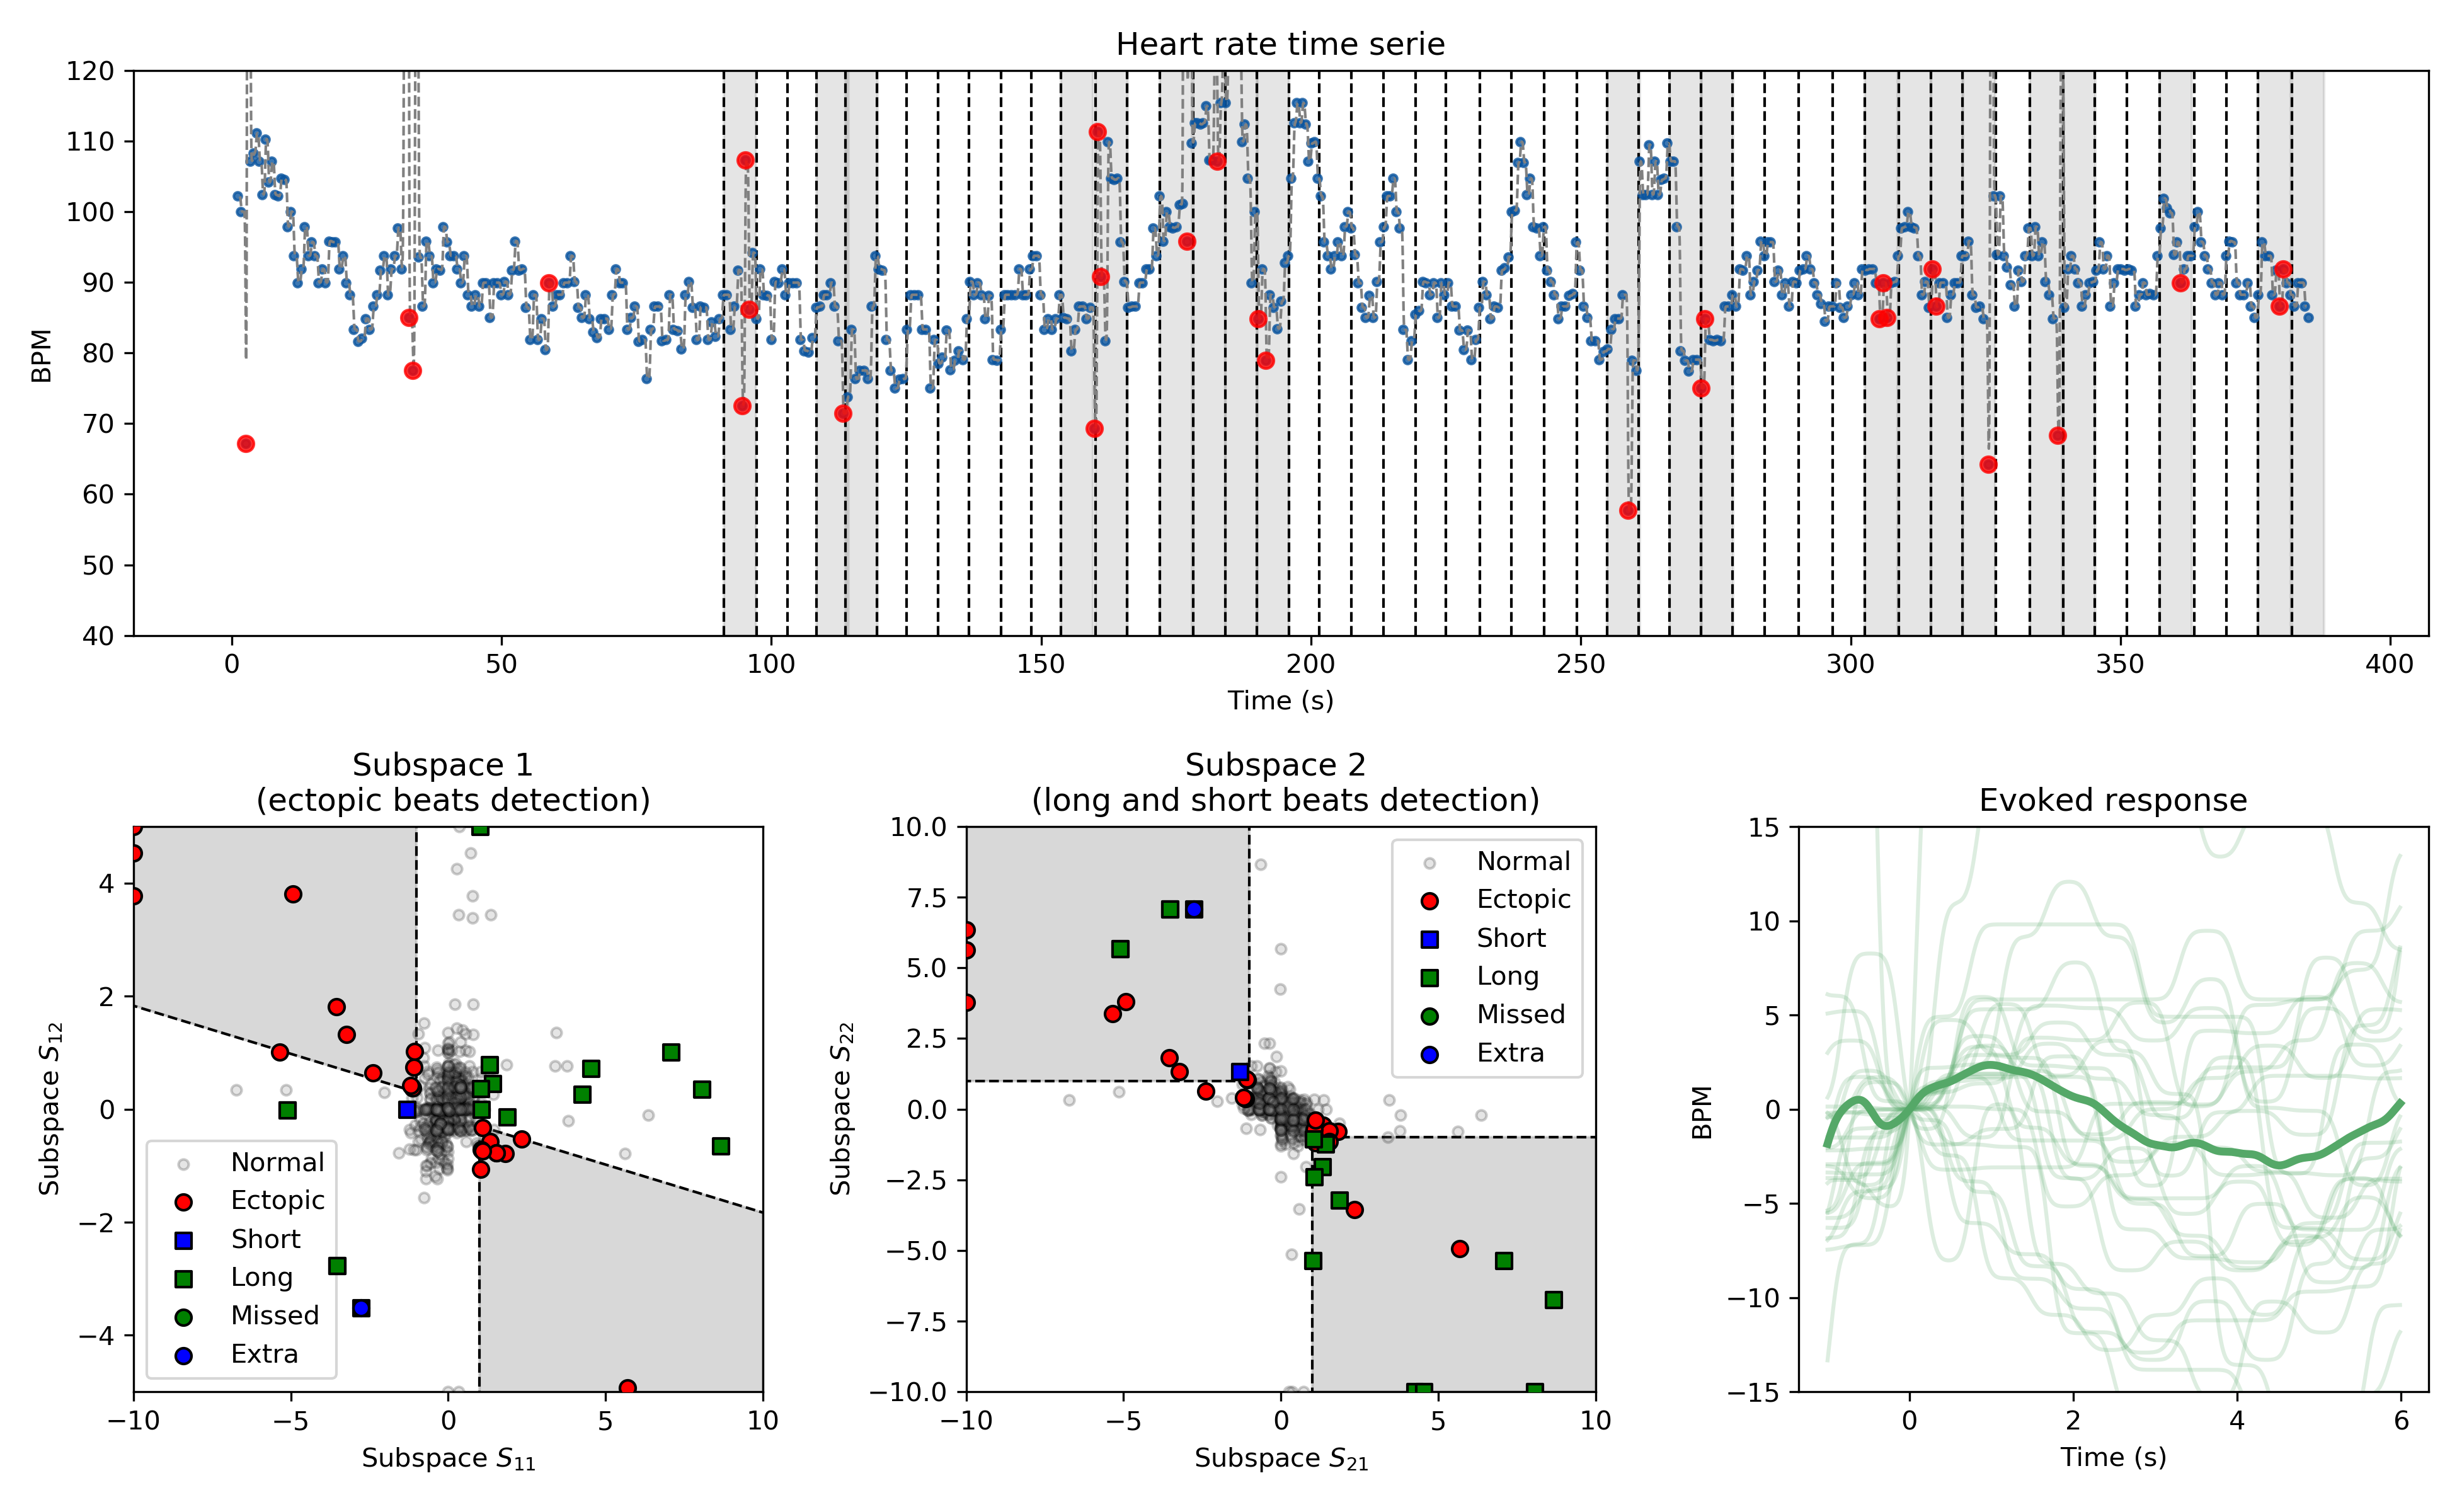 Heart rate time serie
120
110
100
90
80
70
60
50
40
BPM
0 50 100 150 200 250 300 350 400
Time (s)
Subspace 1
(ectopic beats detection)
4
2
0
−2
−4
Subspace S12
Normal
Ectopic
Short
Long
Missed
Extra
−10 −5 0 5 10
Subspace S11
Subspace 2
(long and short beats detection)
10.0
7.5
5.0
2.5
0.0
−2.5
−5.0
−7.5
−10.0
Subspace S22
Normal
Ectopic
Short
Long
Missed
Extra
−10 −5 0 5 10
Subspace S21
Evoked response
15
10
5
0
−5
−10
−15
BPM
0 2 4 6
Time (s)